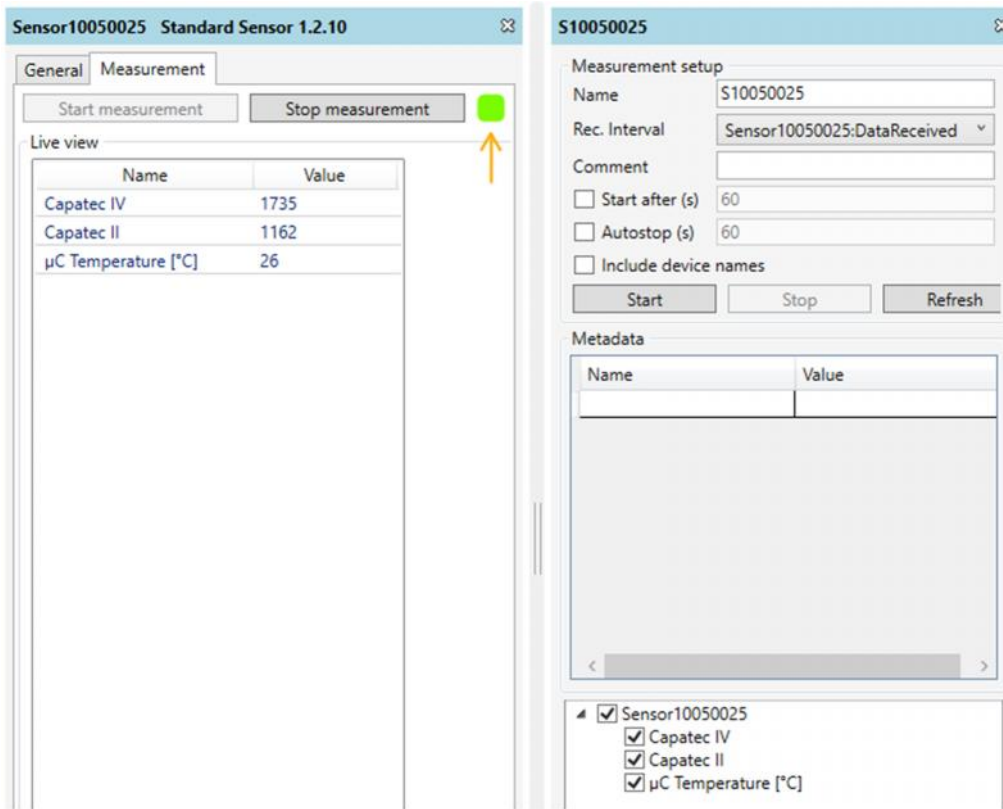 Sensor10050025 Standard Sensor 1.2.10
General Measurement
Start measurement Stop measurement
Live view
Name Value
Capatec IV 1735
Capatec II 1162
µC Temperature [°C] 26
S10050025
Measurement setup
Name S10050025
Rec. Interval Sensor10050025:DataReceived
Comment
Start after (s) 60
Autostop (s) 60
Include device names
Start Stop Refresh
Metadata
Name Value
Sensor10050025
Capatec IV
Capatec II
µC Temperature [°C]